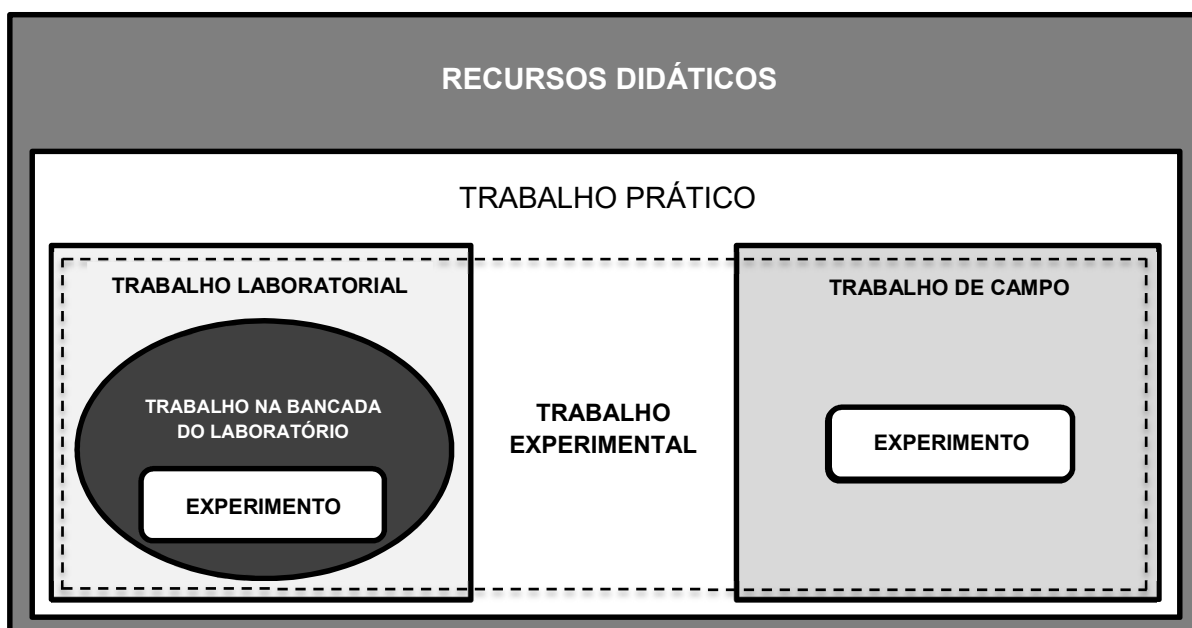 RECURSOS DIDÁTICOS
TRABALHO PRÁTICO
TRABALHO LABORATORIAL
TRABALHO NA BANCADA
DO LABORATÓRIO
EXPERIMENTO
TRABALHO
EXPERIMENTAL
TRABALHO DE CAMPO
EXPERIMENTO